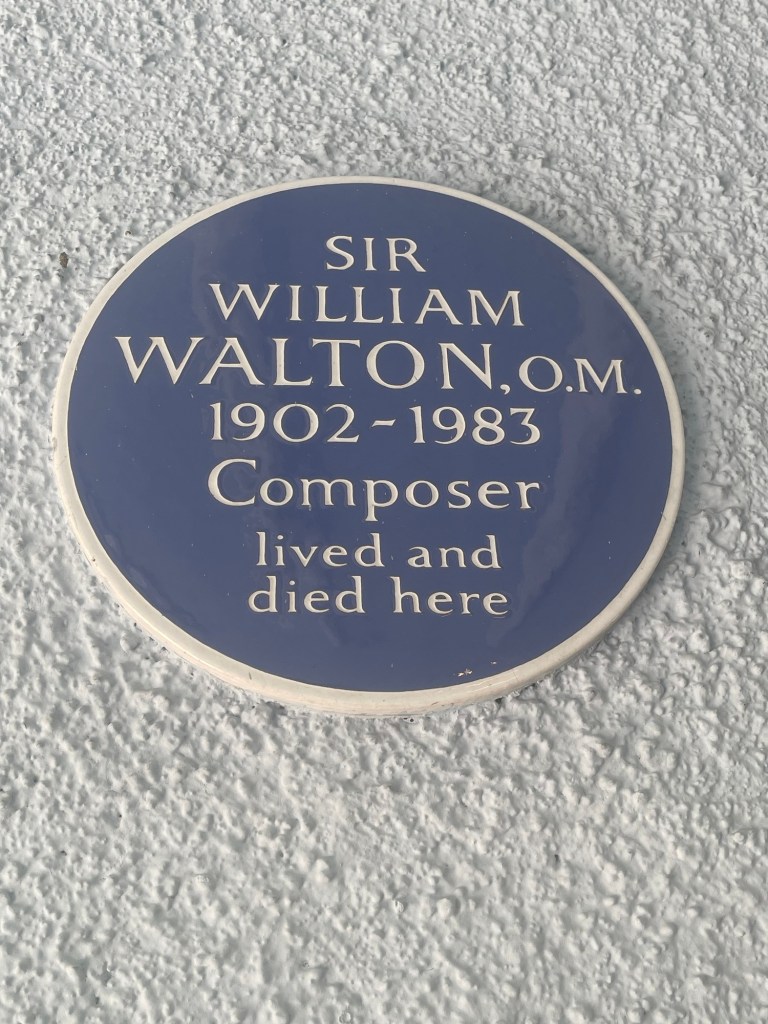 SIR
WILLIAM
WALTON, O.M.
1902-1983
Composer
lived and
died here